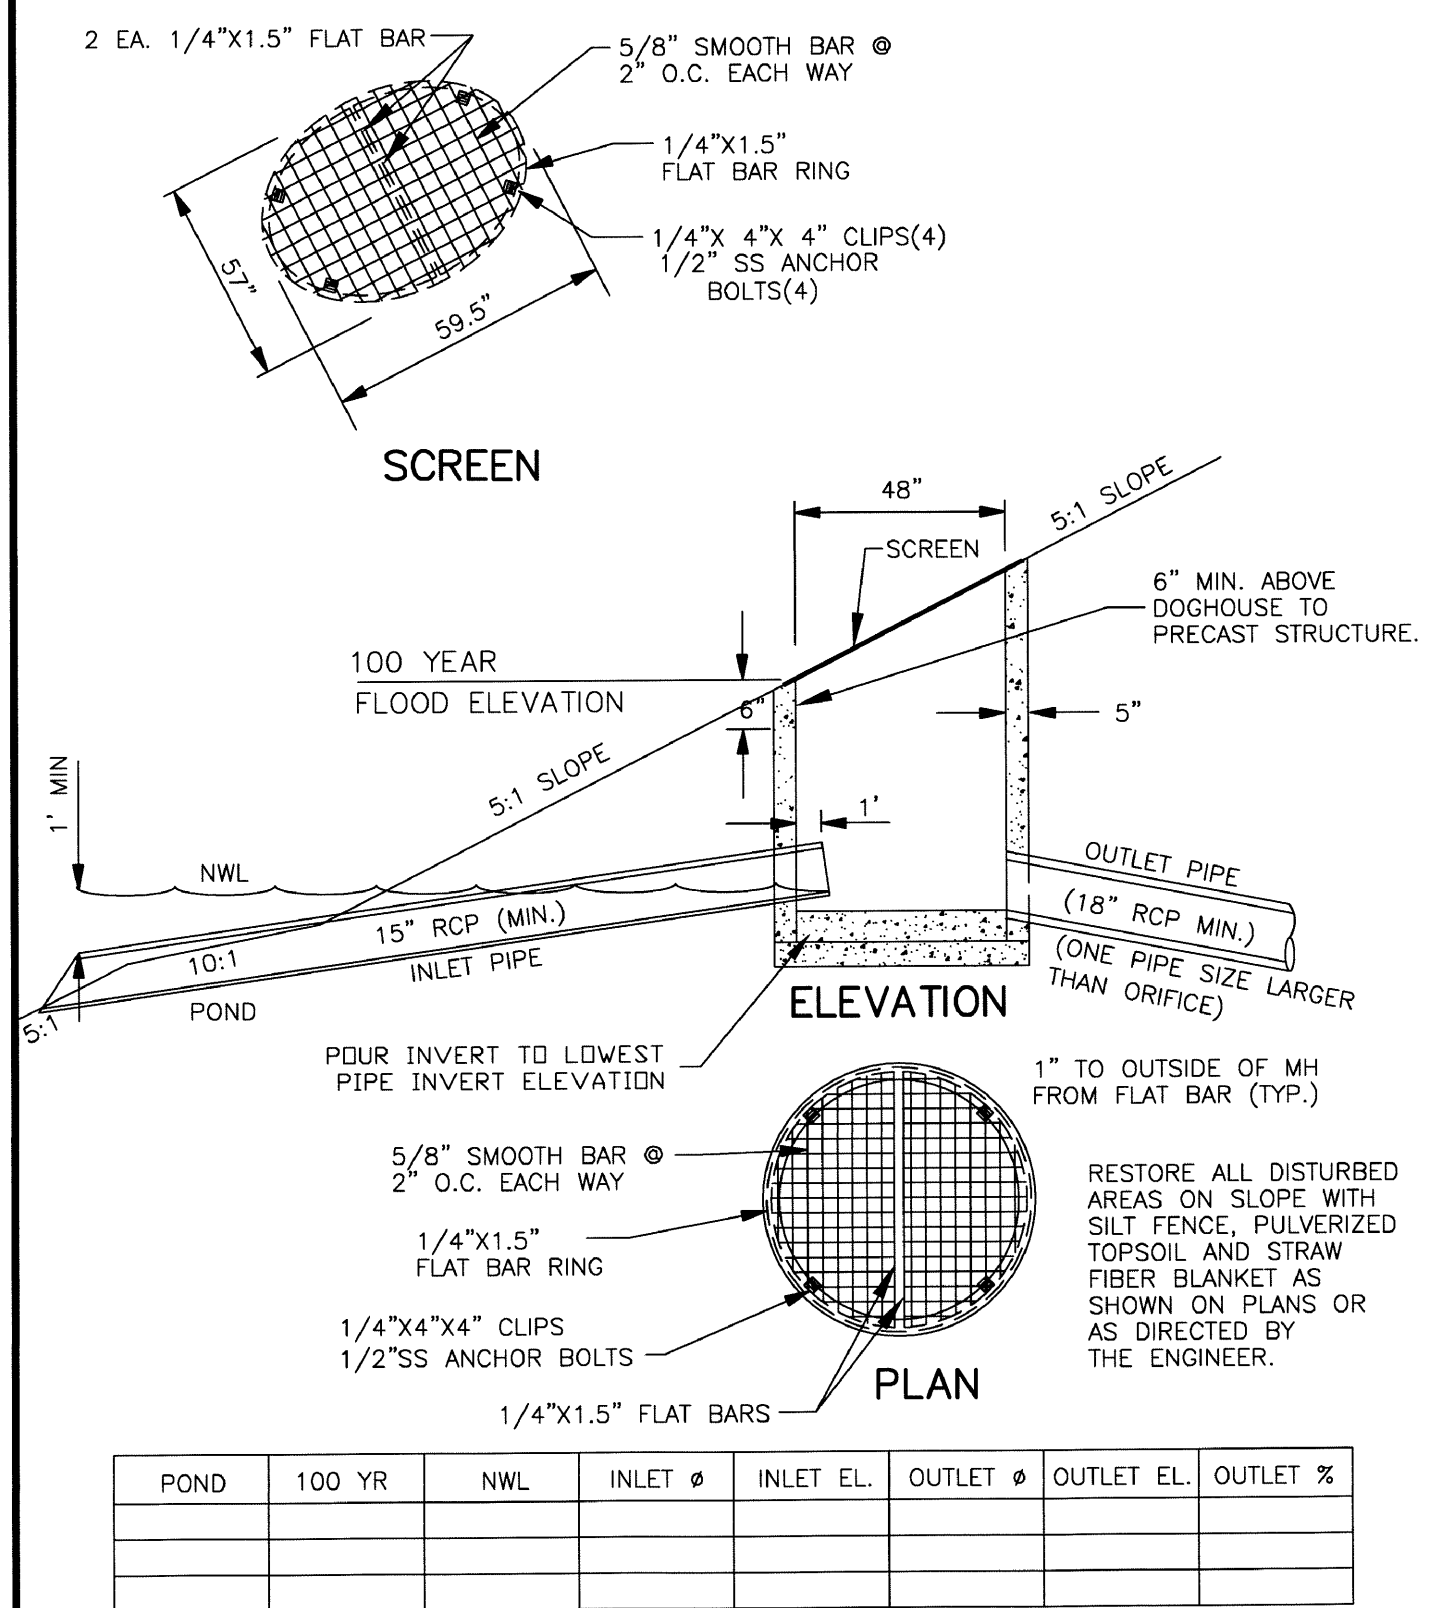 2 EA. 1/4"X1.5" FLAT BAR
5/8" SMOOTH BAR @
2" O.C. EACH WAY
1/4"X1.5"
FLAT BAR RING
1/4"X 4"X 4" CLIPS(4)
1/2" SS ANCHOR
BOLTS(4)
57"
59.5"
SCREEN
48"
5:1 SLOPE
SCREEN
6" MIN. ABOVE
DOGHOUSE TO
PRECAST STRUCTURE.
100 YEAR
FLOOD ELEVATION
6"
5"
5:1 SLOPE
1' MIN
1'
NWL
OUTLET PIPE
(18" RCP MIN.)
(ONE PIPE SIZE LARGER
THAN ORIFICE)
15" RCP (MIN.)
INLET PIPE
10:1
POND
5:1
ELEVATION
POUR INVERT TO LOWEST
PIPE INVERT ELEVATION
1" TO OUTSIDE OF MH
FROM FLAT BAR (TYP.)
5/8" SMOOTH BAR @
2" O.C. EACH WAY
1/4"X1.5"
FLAT BAR RING
1/4"X4"X4" CLIPS
1/2"SS ANCHOR BOLTS
1/4"X1.5" FLAT BARS
PLAN
RESTORE ALL DISTURBED
AREAS ON SLOPE WITH
SILT FENCE, PULVERIZED
TOPSOIL AND STRAW
FIBER BLANKET AS
SHOWN ON PLANS OR
AS DIRECTED BY
THE ENGINEER.
POND 100 YR NWL INLET ø INLET EL. OUTLET ø OUTLET EL. OUTLET %